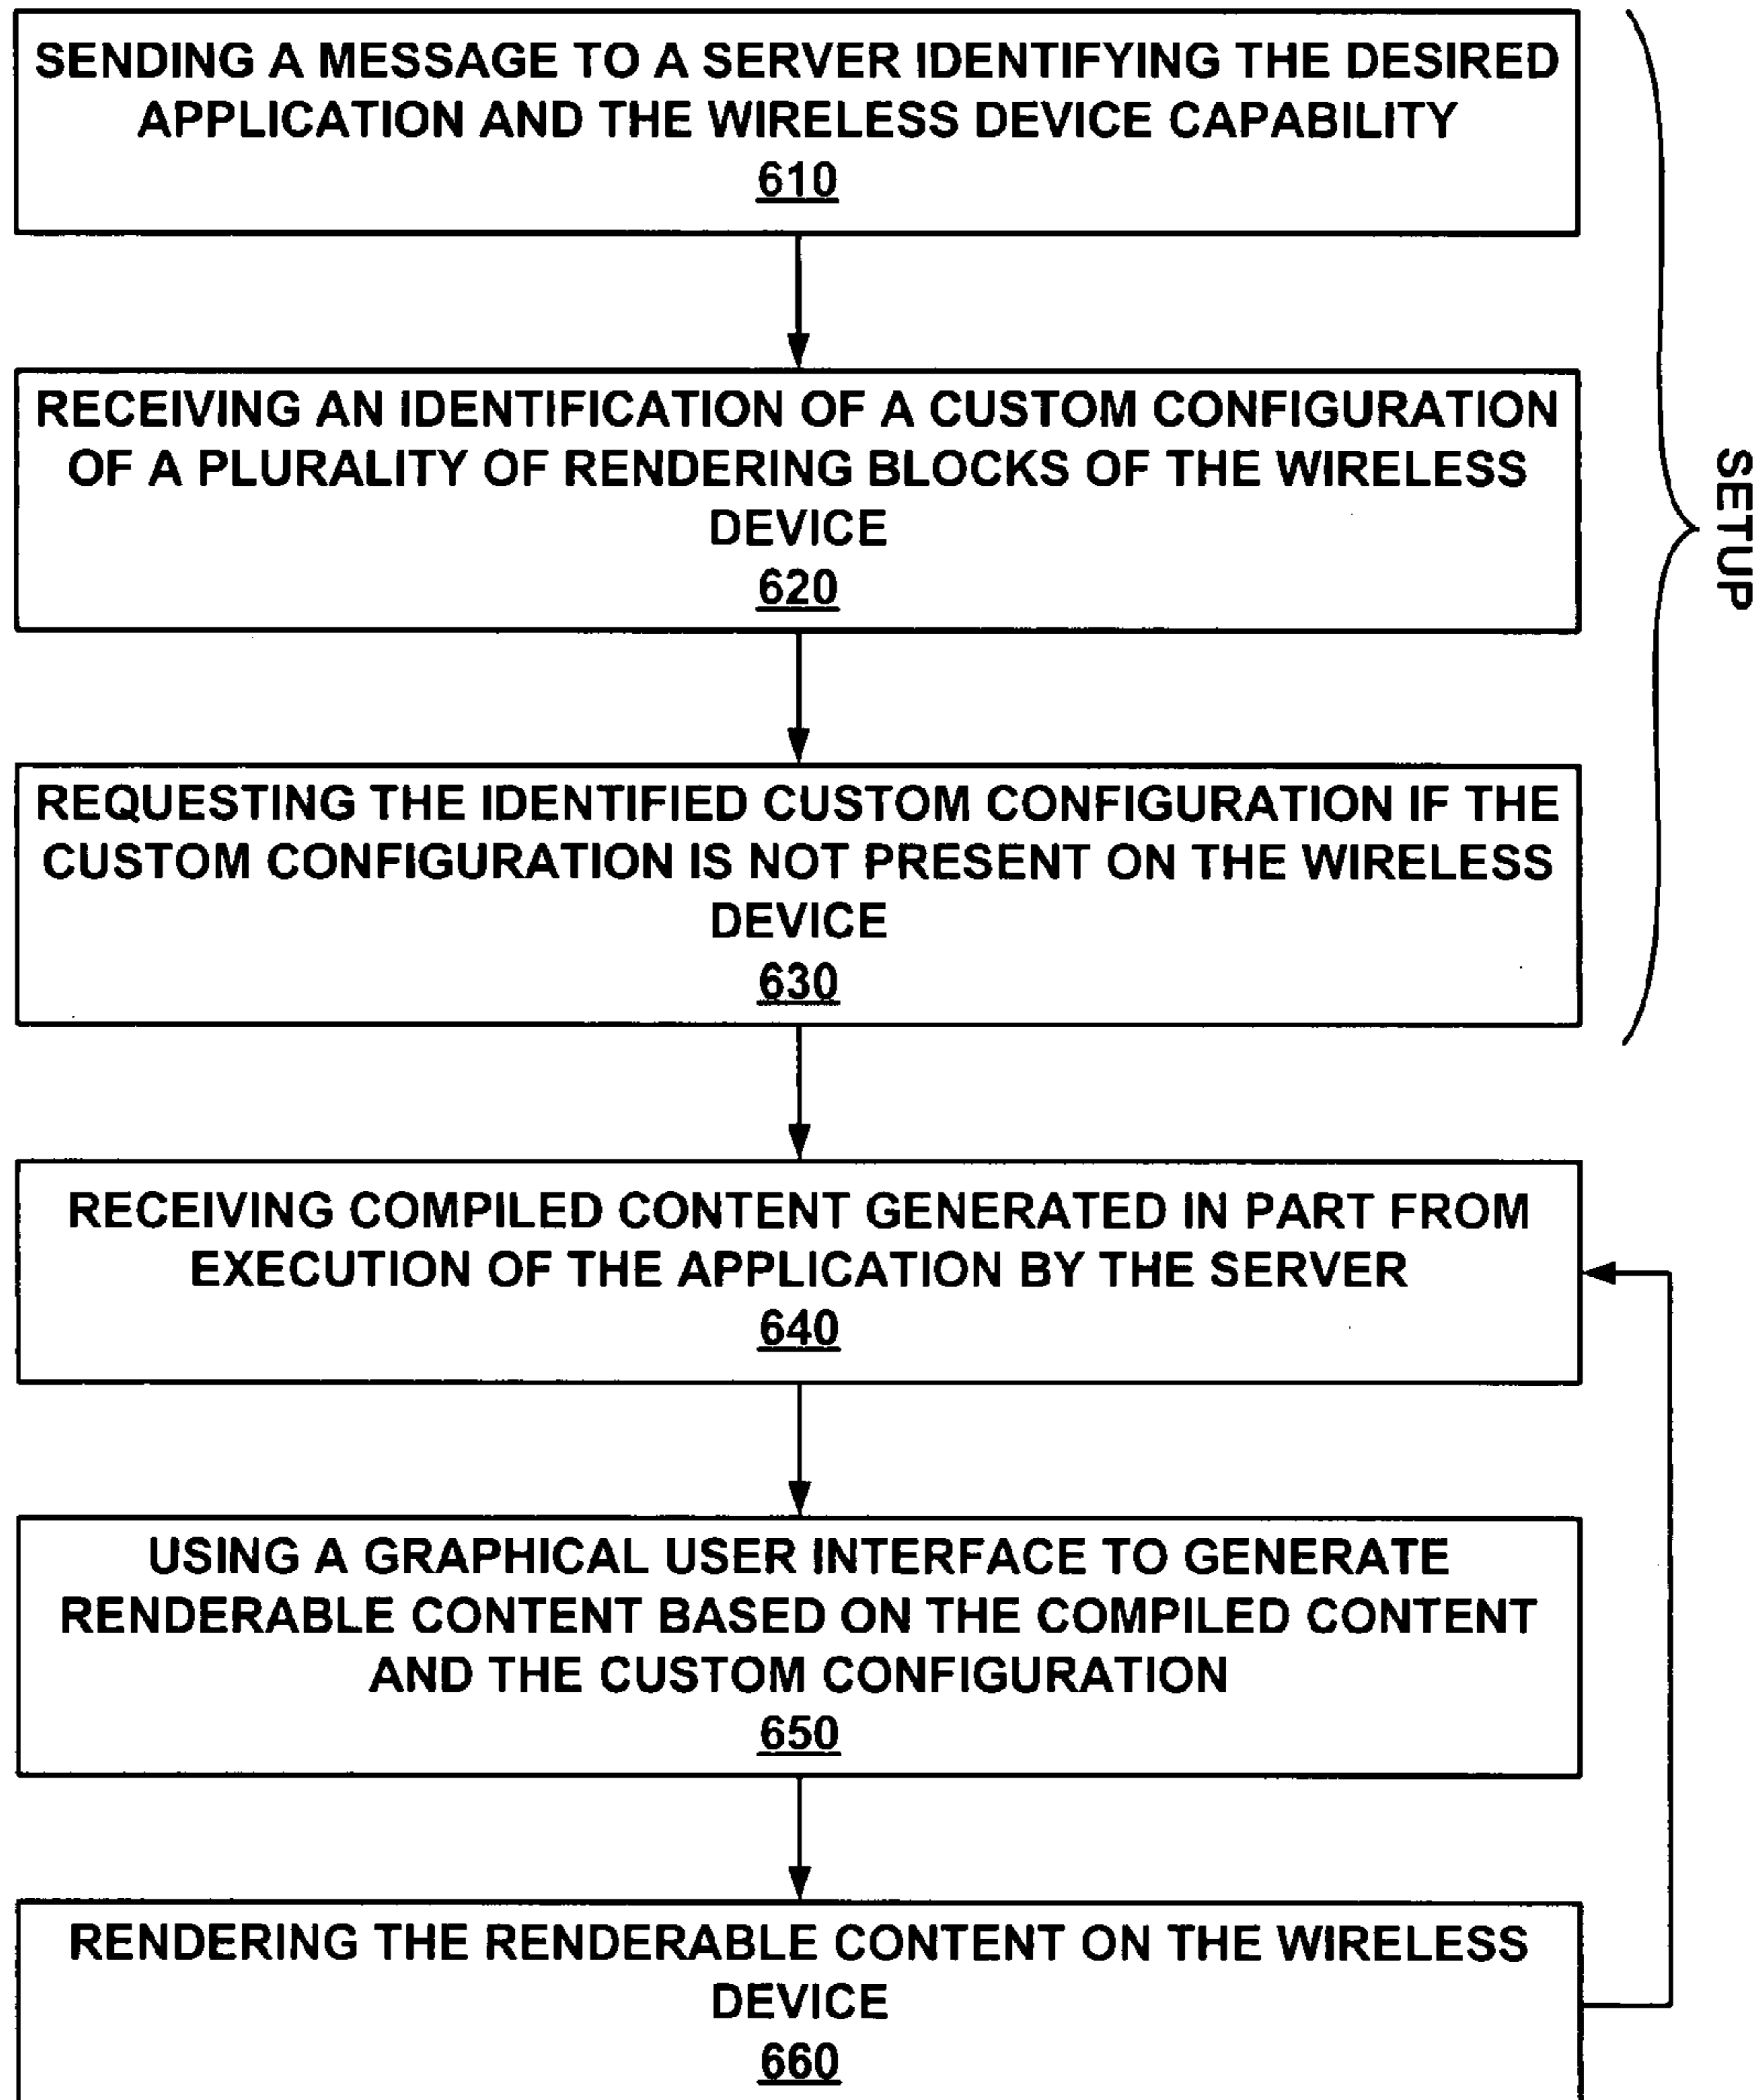 SENDING A MESSAGE TO A SERVER IDENTIFYING THE DESIRED
APPLICATION AND THE WIRELESS DEVICE CAPABILITY
610
RECEIVING AN IDENTIFICATION OF A CUSTOM CONFIGURATION
OF A PLURALITY OF RENDERING BLOCKS OF THE WIRELESS
DEVICE
620
REQUESTING THE IDENTIFIED CUSTOM CONFIGURATION IF THE
CUSTOM CONFIGURATION IS NOT PRESENT ON THE WIRELESS
DEVICE
630
SETUP
RECEIVING COMPILED CONTENT GENERATED IN PART FROM
EXECUTION OF THE APPLICATION BY THE SERVER
640
USING A GRAPHICAL USER INTERFACE TO GENERATE
RENDERABLE CONTENT BASED ON THE COMPILED CONTENT
AND THE CUSTOM CONFIGURATION
650
RENDERING THE RENDERABLE CONTENT ON THE WIRELESS
DEVICE
660